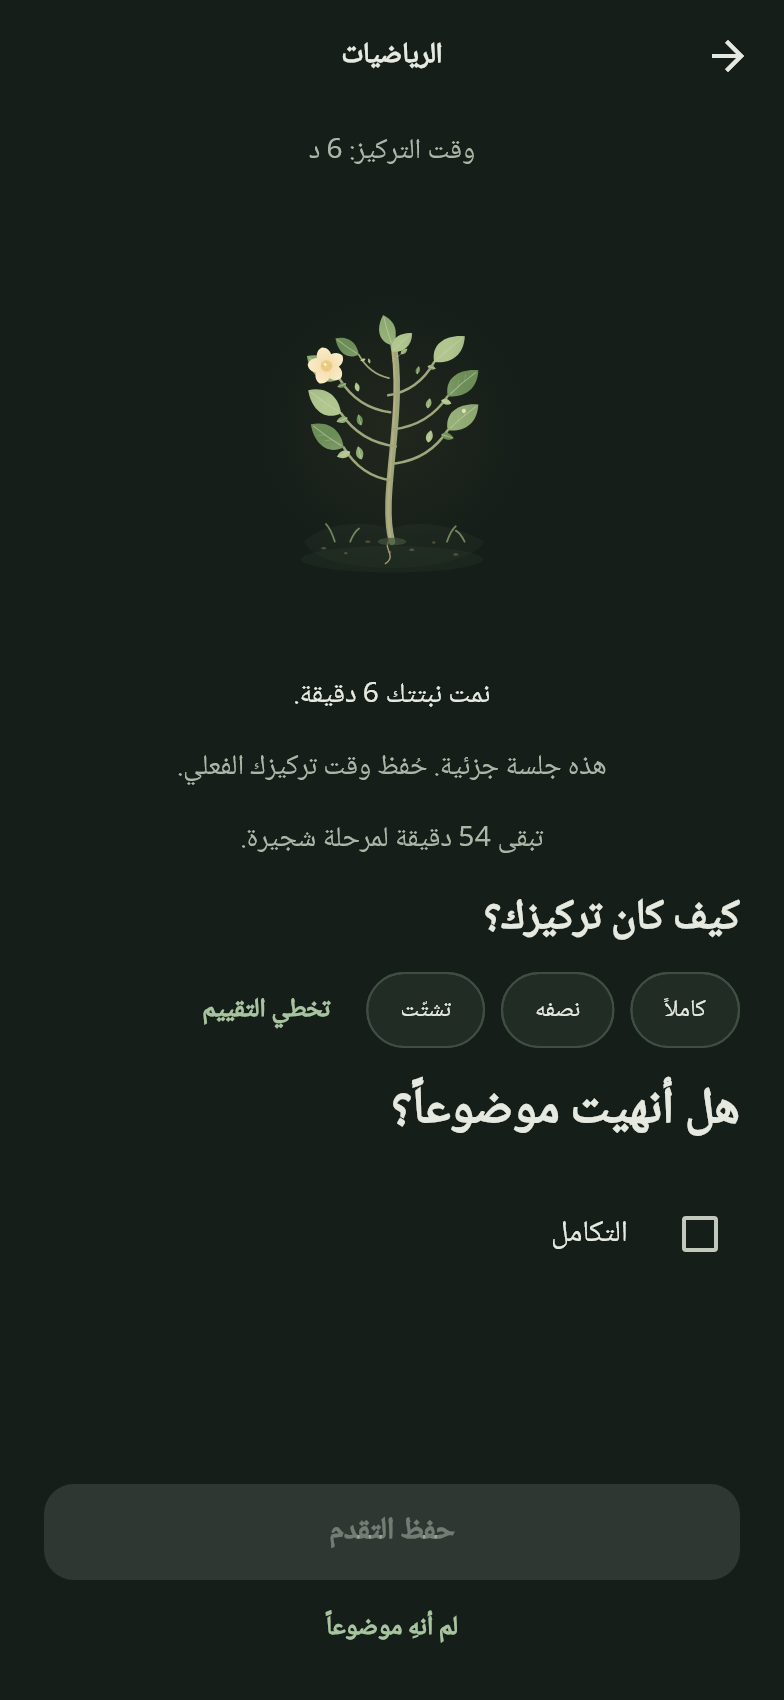 الرياضيات
وقت التركيز: 6 د
نمت نبتتك 6 دقيقة.
هذه جلسة جزئية. حُفظ وقت تركيزك الفعلي.
تبقى 54 دقيقة لمرحلة شجيرة.
كيف كان تركيزك؟
كاملاً نصفه تشتّت تخطي التقييم
هل أنهيت موضوعاً؟
التكامل
حفظ التقدم
لم أنهِ موضوعاً